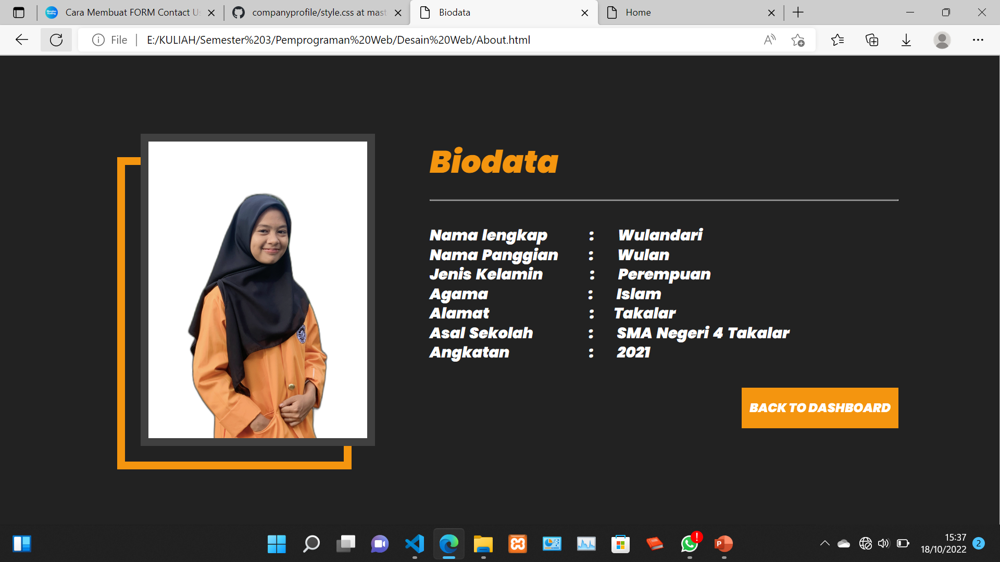 Cara Membuat FORM Contact Us
companyprofile/style.css at mast
Biodata
Home
File
E:/KULIAH/Semester%203/Pemprograman%20Web/Desain%20Web/About.html
Biodata
Nama lengkap : Wulandari
Nama Panggian : Wulan
Jenis Kelamin : Perempuan
Agama : Islam
Alamat : Takalar
Asal Sekolah : SMA Negeri 4 Takalar
Angkatan : 2021
BACK TO DASHBOARD
15:37
18/10/2022
2